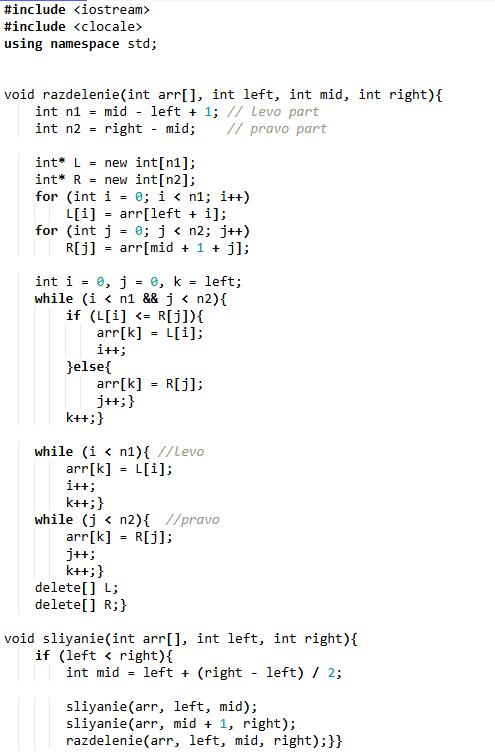 #include <iostream>
#include <clocale>
using namespace std;
void razdelenie(int arr[], int left, int mid, int right){
    int n1 = mid - left + 1; // levo part
    int n2 = right - mid;    // pravo part
    int* L = new int[n1];
    int* R = new int[n2];
    for (int i = 0; i < n1; i++)
        L[i] = arr[left + i];
    for (int j = 0; j < n2; j++)
        R[j] = arr[mid + 1 + j];
    int i = 0, j = 0, k = left;
    while (i < n1 && j < n2){
        if (L[i] <= R[j]){
            arr[k] = L[i];
            i++;
        }else{
            arr[k] = R[j];
            j++;}
        k++;}
    while (i < n1){ //levo
        arr[k] = L[i];
        i++;
        k++;}
    while (j < n2){  //pravo
        arr[k] = R[j];
        j++;
        k++;}
    delete[] L;
    delete[] R;}
void sliyanie(int arr[], int left, int right){
    if (left < right){
        int mid = left + (right - left) / 2;
        sliyanie(arr, left, mid);
        sliyanie(arr, mid + 1, right);
        razdelenie(arr, left, mid, right);}}